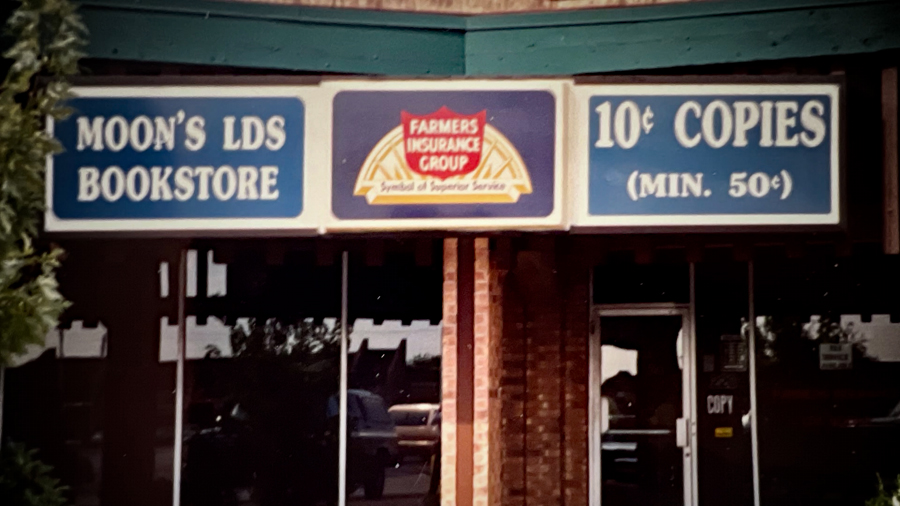 MOON'S LDS
BOOKSTORE
FARMERS
INSURANCE
GROUP
Symbol of Superior Service
10¢ COPIES
(MIN. 50¢)
COPY